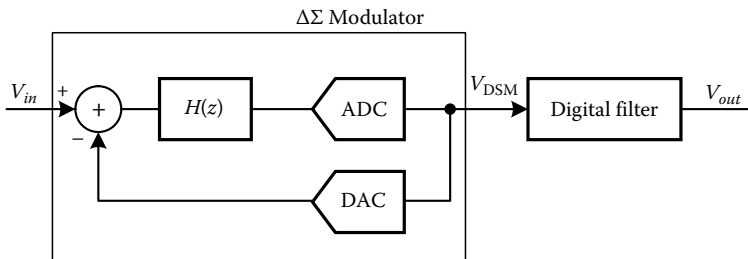 ΔΣ Modulator
V_in
+
+
−
H(z)
ADC
V_DSM
Digital filter
V_out
DAC